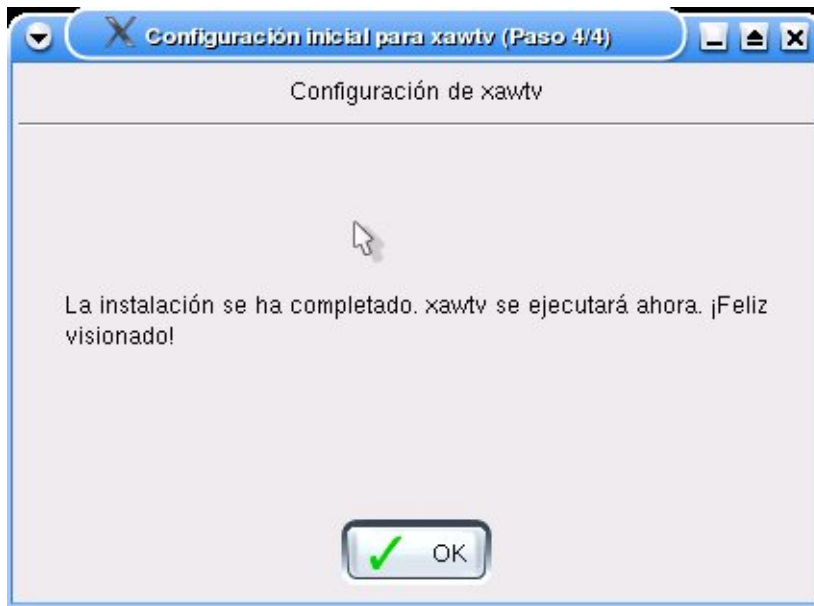 Configuración inicial para xawtv (Paso 4/4)
Configuración de xawtv
La instalación se ha completado. xawtv se ejecutará ahora. ¡Feliz
visionado!
OK